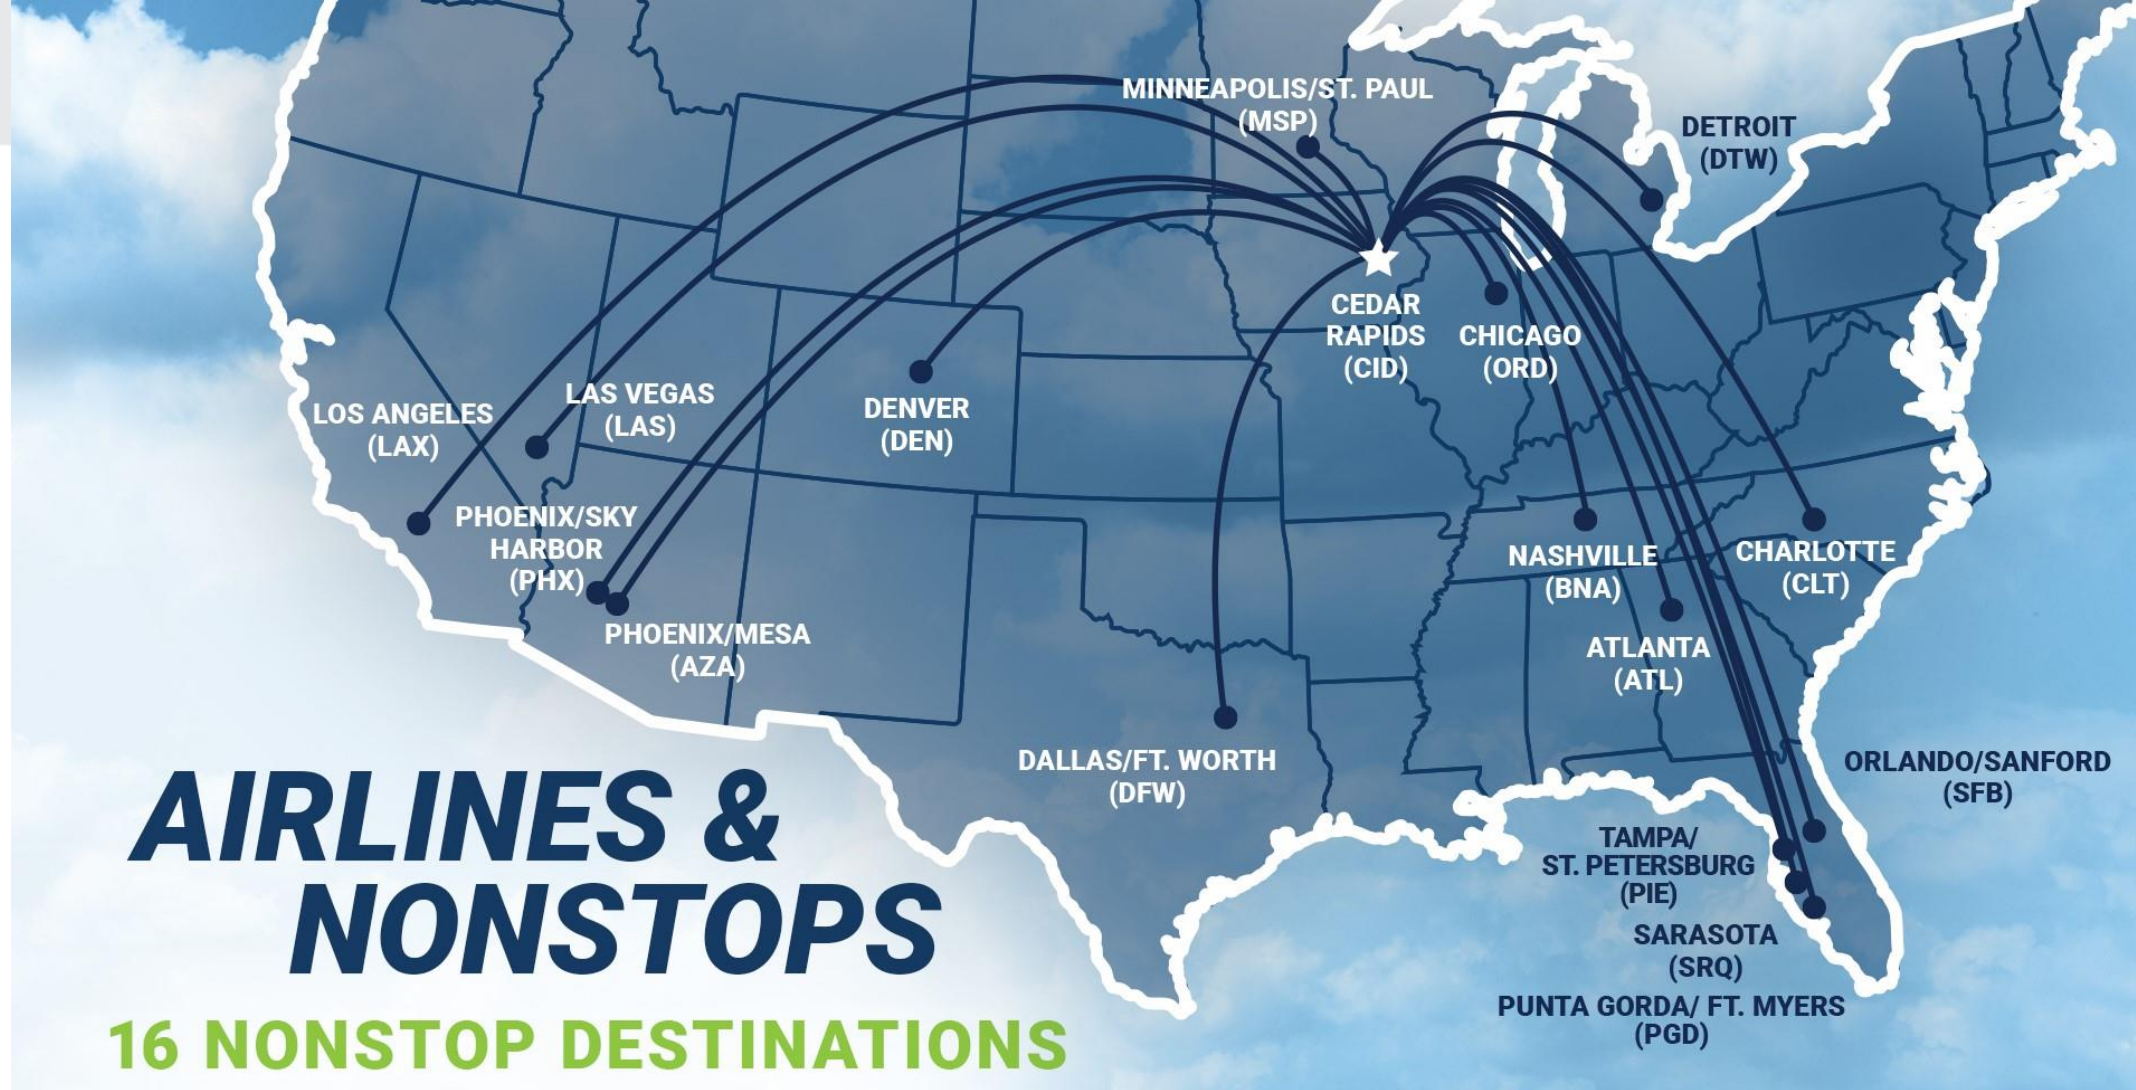 MINNEAPOLIS/ST. PAUL
(MSP)
DETROIT
(DTW)
CEDAR
RAPIDS
(CID)
CHICAGO
(ORD)
LOS ANGELES
(LAX)
LAS VEGAS
(LAS)
DENVER
(DEN)
PHOENIX/SKY
HARBOR
(PHX)
PHOENIX/MESA
(AZA)
NASHVILLE
(BNA)
CHARLOTTE
(CLT)
ATLANTA
(ATL)
DALLAS/FT. WORTH
(DFW)
ORLANDO/SANFORD
(SFB)
TAMPA/
ST. PETERSBURG
(PIE)
SARASOTA
(SRQ)
PUNTA GORDA/ FT. MYERS
(PGD)
AIRLINES &
NONSTOPS
16 NONSTOP DESTINATIONS